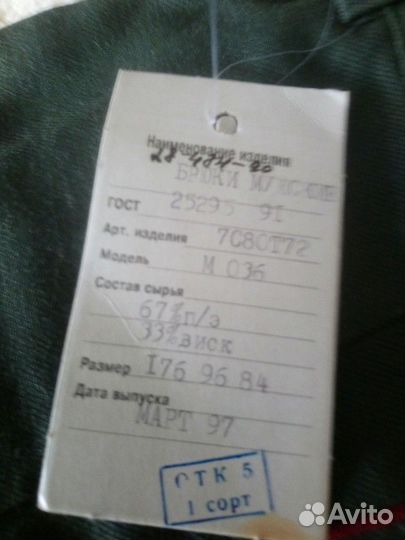 Наименование изделия
БРЮКИ МУЖСКИЕ
ГОСТ 25295 91
Арт. изделия 7С80Т72
Модель М 036
Состав сырья
67% п/э
33% виск
Размер 176 96 84
Дата выпуска
МАРТ 97
ОТК 5
1 сорт
Avito